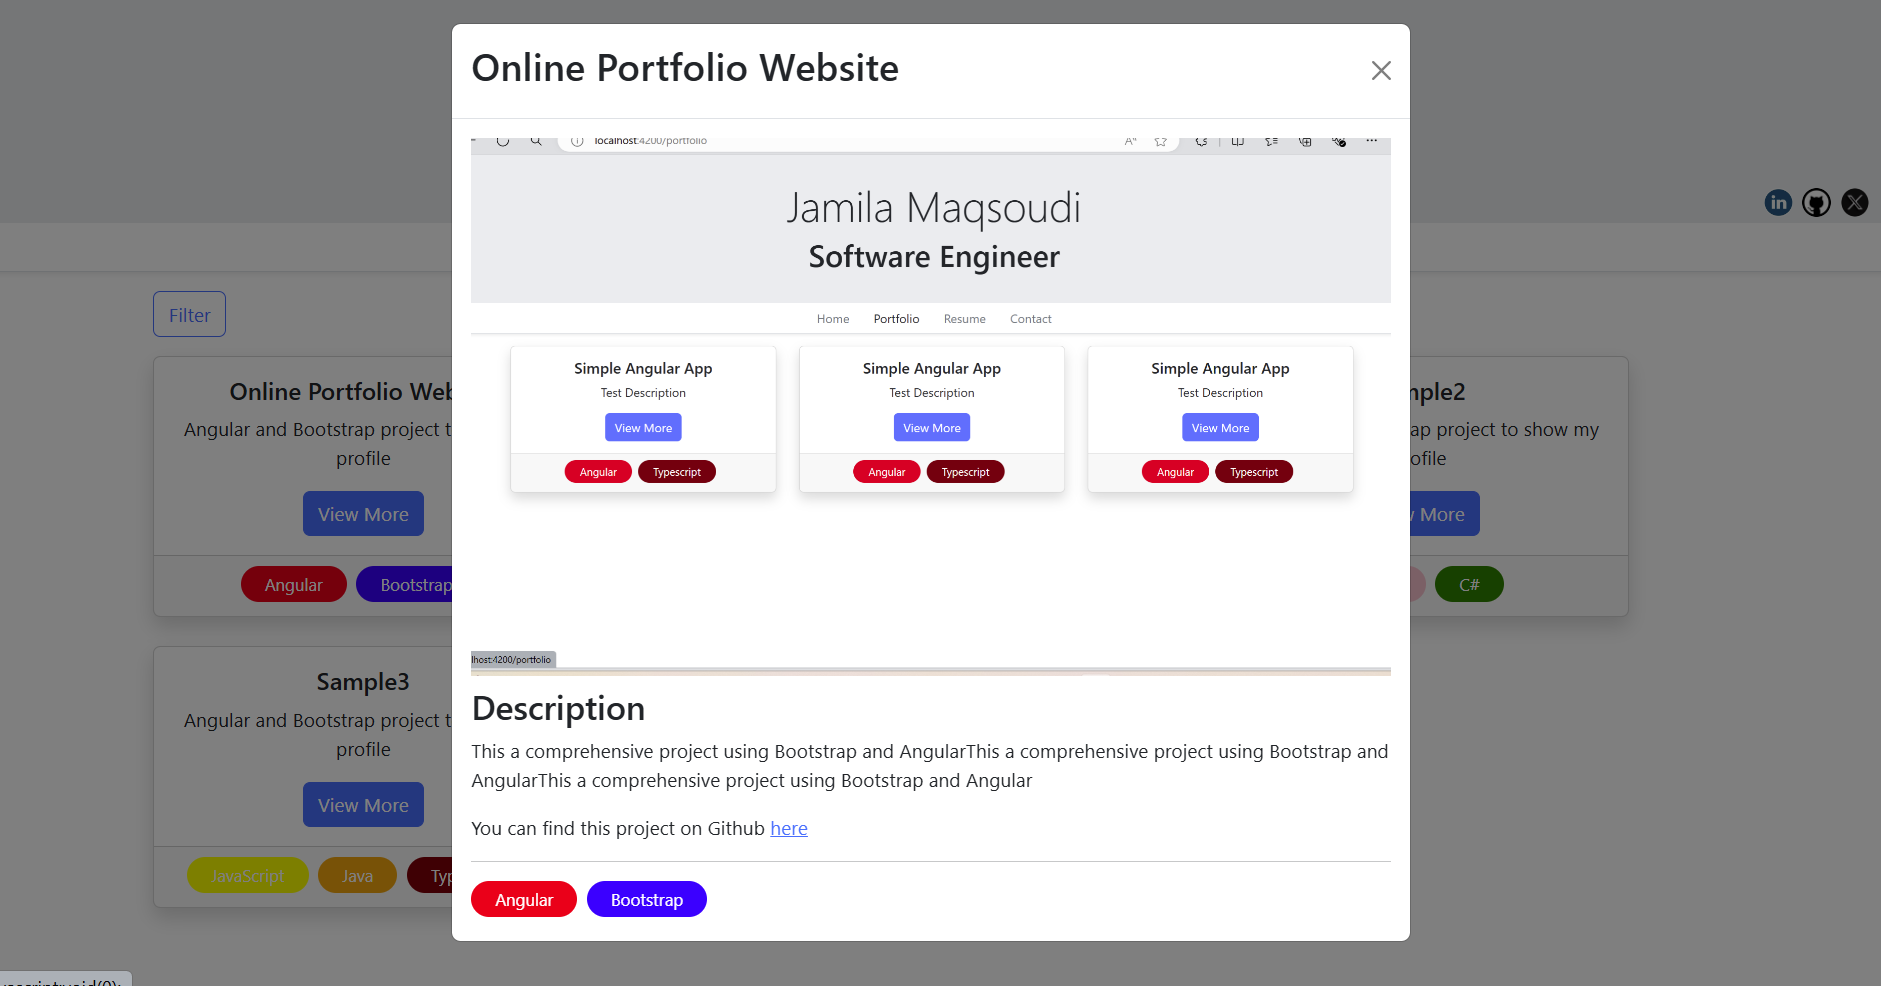 Online Portfolio Website
localhost:4200/portfolio
Jamila Maqsoudi
Software Engineer
Home Portfolio Resume Contact
Simple Angular App Simple Angular App Simple Angular App
Test Description Test Description Test Description
View More View More View More
Angular Typescript Angular Typescript Angular Typescript
lhost:4200/portfolio
Description
This a comprehensive project using Bootstrap and AngularThis a comprehensive project using Bootstrap and
AngularThis a comprehensive project using Bootstrap and Angular
You can find this project on Github here
Angular Bootstrap
in
Filter
Online Portfolio Web
Angular and Bootstrap project t
profile
View More
Angular Bootstrap
mple2
ap project to show my
ofile
More
C#
Sample3
Angular and Bootstrap project t
profile
View More
JavaScript Java Typ